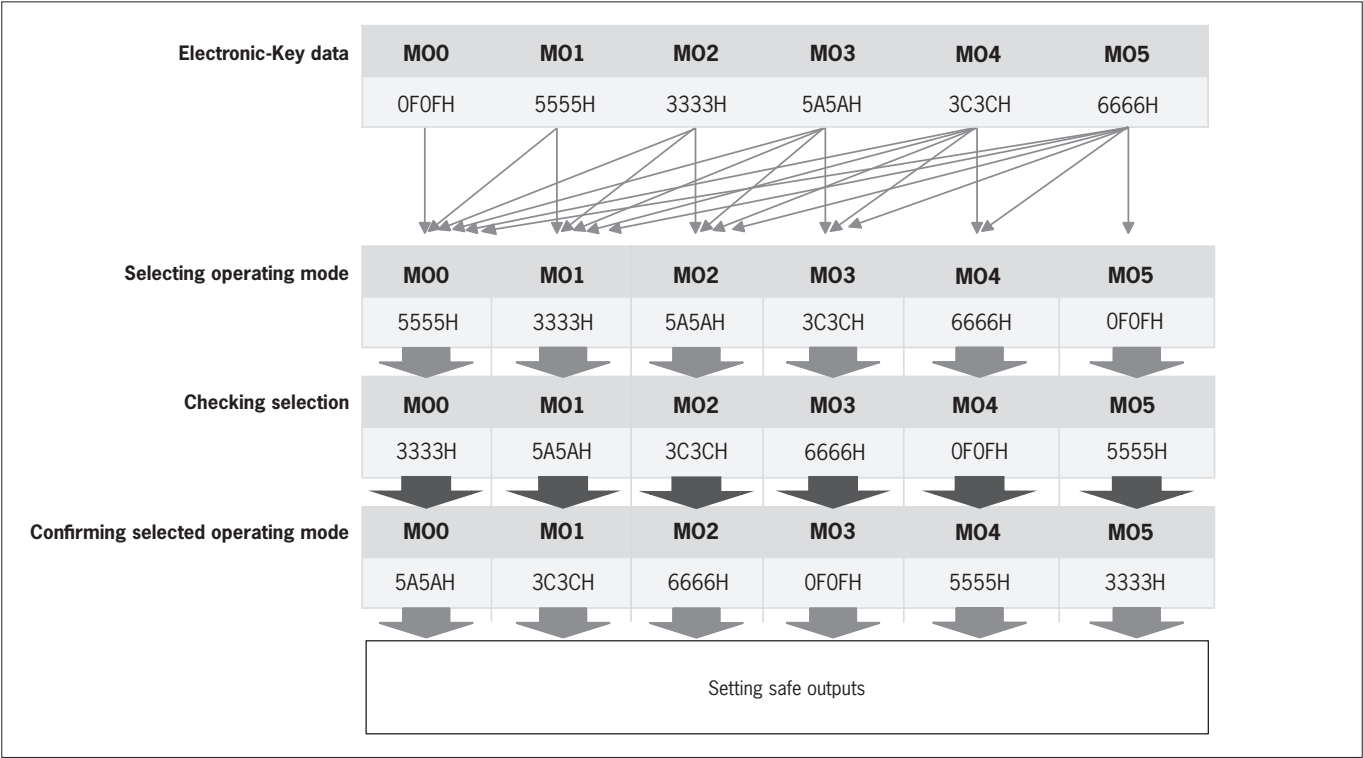 Electronic-Key data MO0 MO1 MO2 MO3 MO4 MO5
0F0FH 5555H 3333H 5A5AH 3C3CH 6666H
Selecting operating mode MO0 MO1 MO2 MO3 MO4 MO5
5555H 3333H 5A5AH 3C3CH 6666H 0F0FH
Checking selection MO0 MO1 MO2 MO3 MO4 MO5
3333H 5A5AH 3C3CH 6666H 0F0FH 5555H
Confirming selected operating mode MO0 MO1 MO2 MO3 MO4 MO5
5A5AH 3C3CH 6666H 0F0FH 5555H 3333H
Setting safe outputs